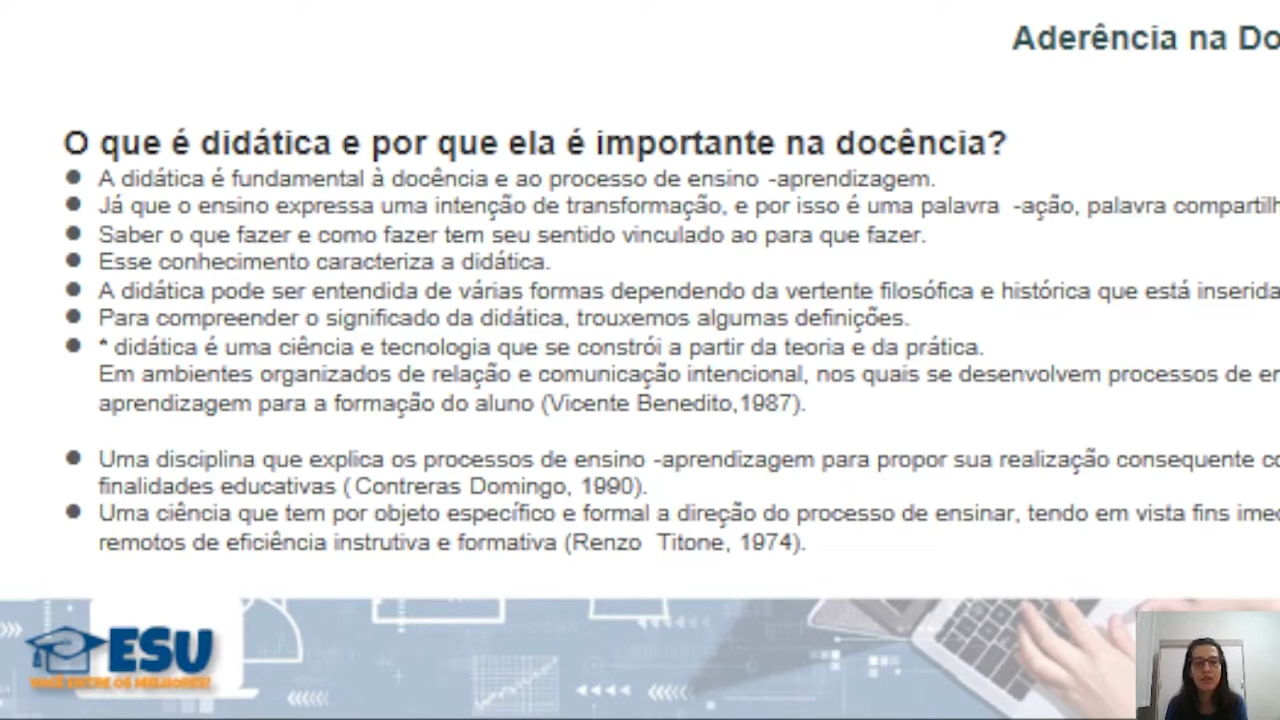 Aderência na Do
O que é didática e por que ela é importante na docência?
A didática é fundamental à docência e ao processo de ensino -aprendizagem.
Já que o ensino expressa uma intenção de transformação, e por isso é uma palavra -ação, palavra compartilh
Saber o que fazer e como fazer tem seu sentido vinculado ao para que fazer.
Esse conhecimento caracteriza a didática.
A didática pode ser entendida de várias formas dependendo da vertente filosófica e histórica que está inserida
Para compreender o significado da didática, trouxemos algumas definições.
* didática é uma ciência e tecnologia que se constrói a partir da teoria e da prática.
Em ambientes organizados de relação e comunicação intencional, nos quais se desenvolvem processos de en
aprendizagem para a formação do aluno (Vicente Benedito,1987).
Uma disciplina que explica os processos de ensino -aprendizagem para propor sua realização consequente co
finalidades educativas ( Contreras Domingo, 1990).
Uma ciência que tem por objeto específico e formal a direção do processo de ensinar, tendo em vista fins imed
remotos de eficiência instrutiva e formativa (Renzo Titone, 1974).
ESU
VOCÊ ENTRE OS MELHORES!